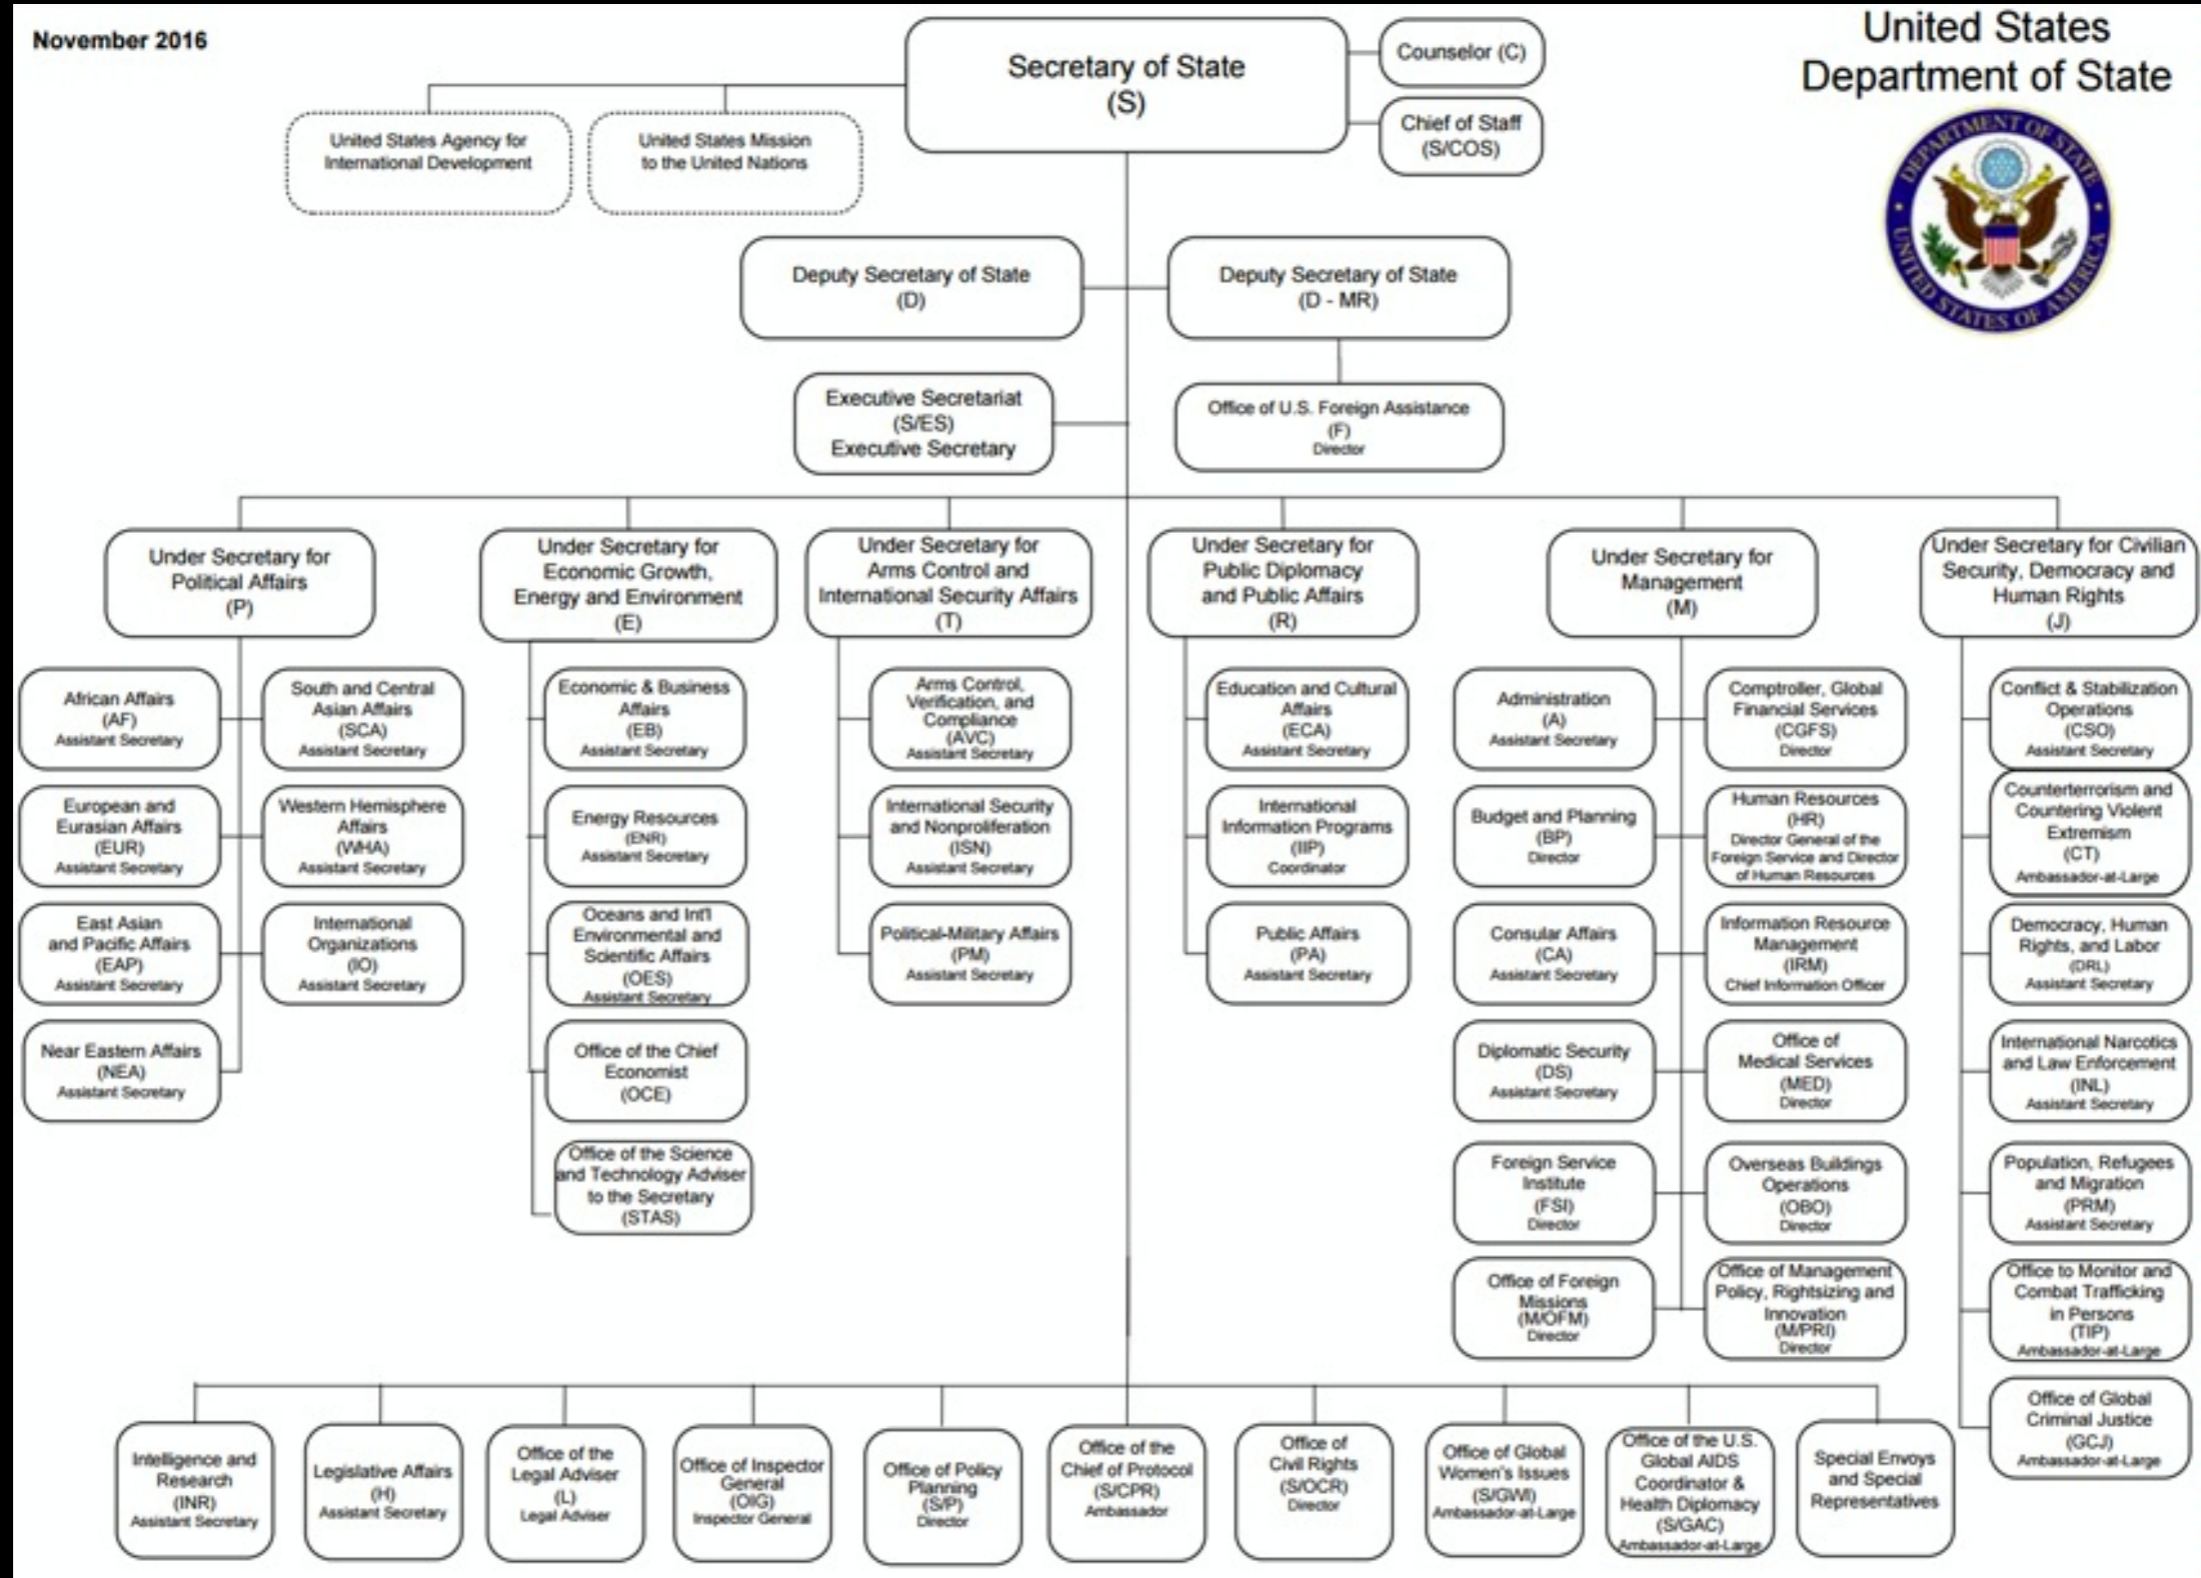 November 2016
United States
Department of State
DEPARTMENT OF STATE
UNITED STATES OF AMERICA
Secretary of State
(S)
Counselor (C)
Chief of Staff
(S/COS)
United States Agency for
International Development
United States Mission
to the United Nations
Deputy Secretary of State
(D)
Deputy Secretary of State
(D - MR)
Executive Secretariat
(S/ES)
Executive Secretary
Office of U.S. Foreign Assistance
(F)
Director
Under Secretary for
Political Affairs
(P)
Under Secretary for
Economic Growth,
Energy and Environment
(E)
Under Secretary for
Arms Control and
International Security Affairs
(T)
Under Secretary for
Public Diplomacy
and Public Affairs
(R)
Under Secretary for
Management
(M)
Under Secretary for Civilian
Security, Democracy and
Human Rights
(J)
African Affairs
(AF)
Assistant Secretary
South and Central
Asian Affairs
(SCA)
Assistant Secretary
European and
Eurasian Affairs
(EUR)
Assistant Secretary
Western Hemisphere
Affairs
(WHA)
Assistant Secretary
East Asian
and Pacific Affairs
(EAP)
Assistant Secretary
International
Organizations
(IO)
Assistant Secretary
Near Eastern Affairs
(NEA)
Assistant Secretary
Economic & Business
Affairs
(EB)
Assistant Secretary
Energy Resources
(ENR)
Assistant Secretary
Oceans and Int'l
Environmental and
Scientific Affairs
(OES)
Assistant Secretary
Office of the Chief
Economist
(OCE)
Office of the Science
and Technology Adviser
to the Secretary
(STAS)
Arms Control,
Verification, and
Compliance
(AVC)
Assistant Secretary
International Security
and Nonproliferation
(ISN)
Assistant Secretary
Political-Military Affairs
(PM)
Assistant Secretary
Education and Cultural
Affairs
(ECA)
Assistant Secretary
International
Information Programs
(IIP)
Coordinator
Public Affairs
(PA)
Assistant Secretary
Administration
(A)
Assistant Secretary
Comptroller, Global
Financial Services
(CGFS)
Director
Budget and Planning
(BP)
Director
Human Resources
(HR)
Director General of the
Foreign Service and Director
of Human Resources
Consular Affairs
(CA)
Assistant Secretary
Information Resource
Management
(IRM)
Chief Information Officer
Diplomatic Security
(DS)
Assistant Secretary
Office of
Medical Services
(MED)
Director
Foreign Service
Institute
(FSI)
Director
Overseas Buildings
Operations
(OBO)
Director
Office of Foreign
Missions
(M/OFM)
Director
Office of Management
Policy, Rightsizing and
Innovation
(M/PRI)
Director
Conflict & Stabilization
Operations
(CSO)
Assistant Secretary
Counterterrorism and
Countering Violent
Extremism
(CT)
Ambassador-at-Large
Democracy, Human
Rights, and Labor
(DRL)
Assistant Secretary
International Narcotics
and Law Enforcement
(INL)
Assistant Secretary
Population, Refugees
and Migration
(PRM)
Assistant Secretary
Office to Monitor and
Combat Trafficking
in Persons
(TIP)
Ambassador-at-Large
Office of Global
Criminal Justice
(GCJ)
Ambassador-at-Large
Intelligence and
Research
(INR)
Assistant Secretary
Legislative Affairs
(H)
Assistant Secretary
Office of the
Legal Adviser
(L)
Legal Adviser
Office of Inspector
General
(OIG)
Inspector General
Office of Policy
Planning
(S/P)
Director
Office of the
Chief of Protocol
(S/CPR)
Ambassador
Office of
Civil Rights
(S/OCR)
Director
Office of Global
Women's Issues
(S/GWI)
Ambassador-at-Large
Office of the U.S.
Global AIDS
Coordinator &
Health Diplomacy
(S/GAC)
Ambassador-at-Large
Special Envoys
and Special
Representatives